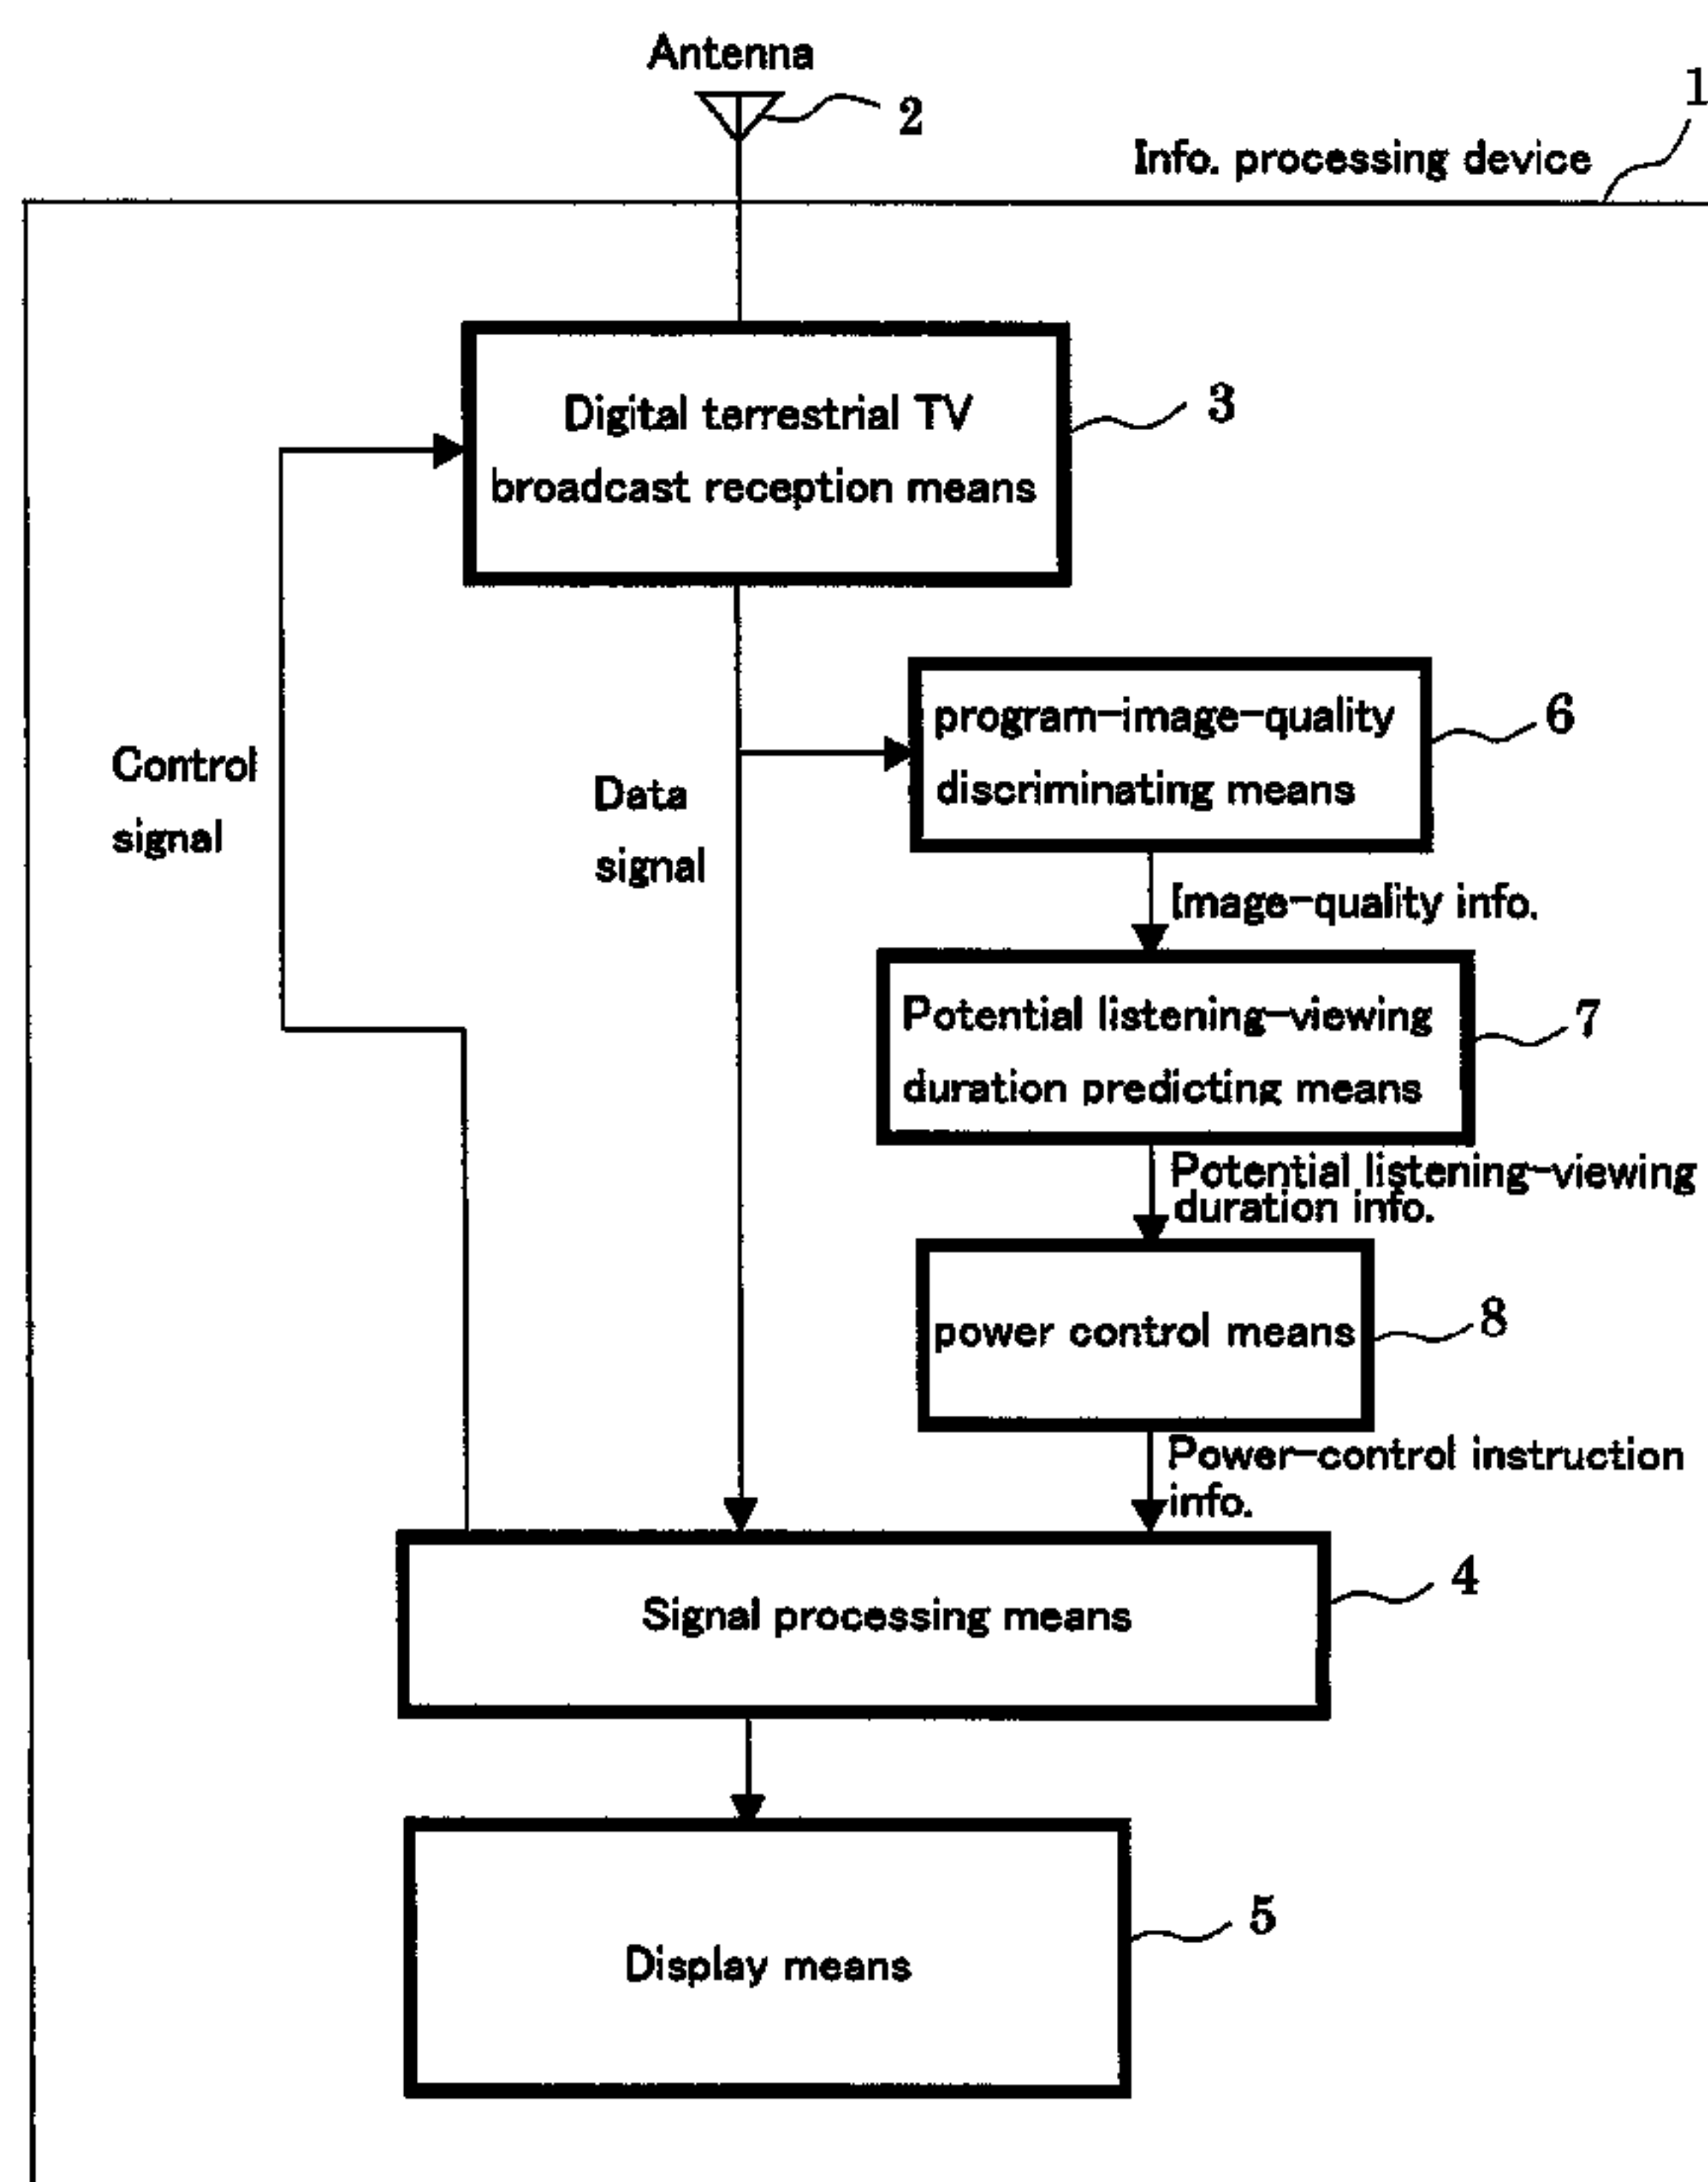 Antenna
2
1
Info. processing device
Digital terrestrial TV
broadcast reception means
3
program-image-quality
discriminating means
6
Control
signal
Data
signal
Image-quality info.
Potential listening-viewing
duration predicting means
7
Potential listening-viewing
duration info.
power control means
8
Power-control instruction
info.
Signal processing means
4
Display means
5